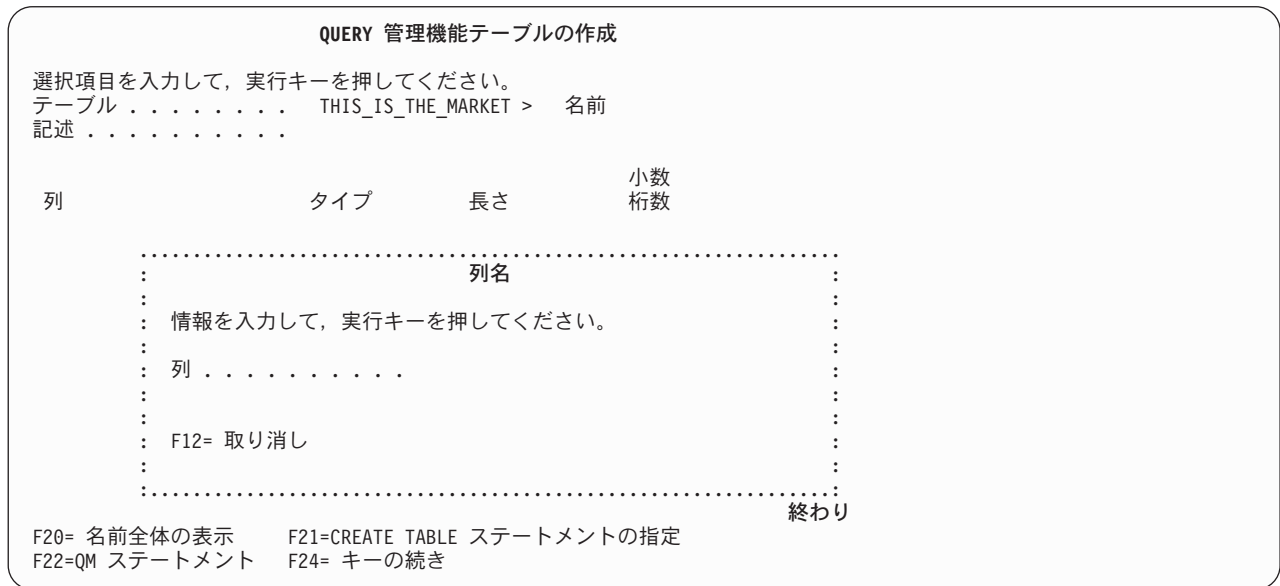 QUERY 管理機能テーブルの作成
選択項目を入力して，実行キーを押してください。
テーブル . . . . . . . . THIS_IS_THE_MARKET > 名前
記述 . . . . . . . . . .
小数
列 タイプ 長さ 桁数
列名
情報を入力して，実行キーを押してください。
列 . . . . . . . . . .
F12= 取り消し
終わり
F20= 名前全体の表示 F21=CREATE TABLE ステートメントの指定
F22=QM ステートメント F24= キーの続き